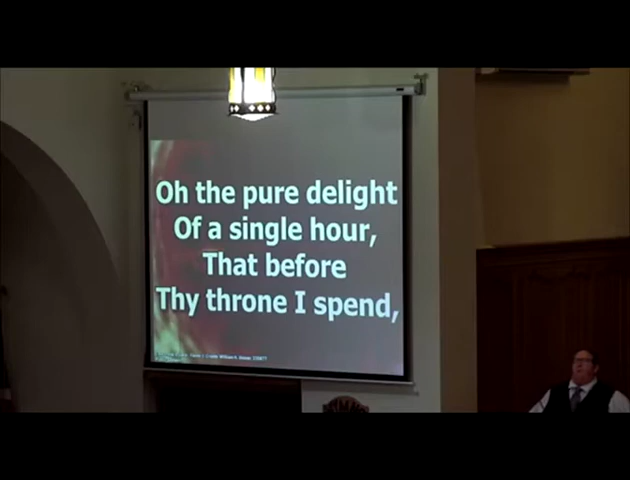 Oh the pure delight
Of a single hour,
That before
Thy throne I spend,